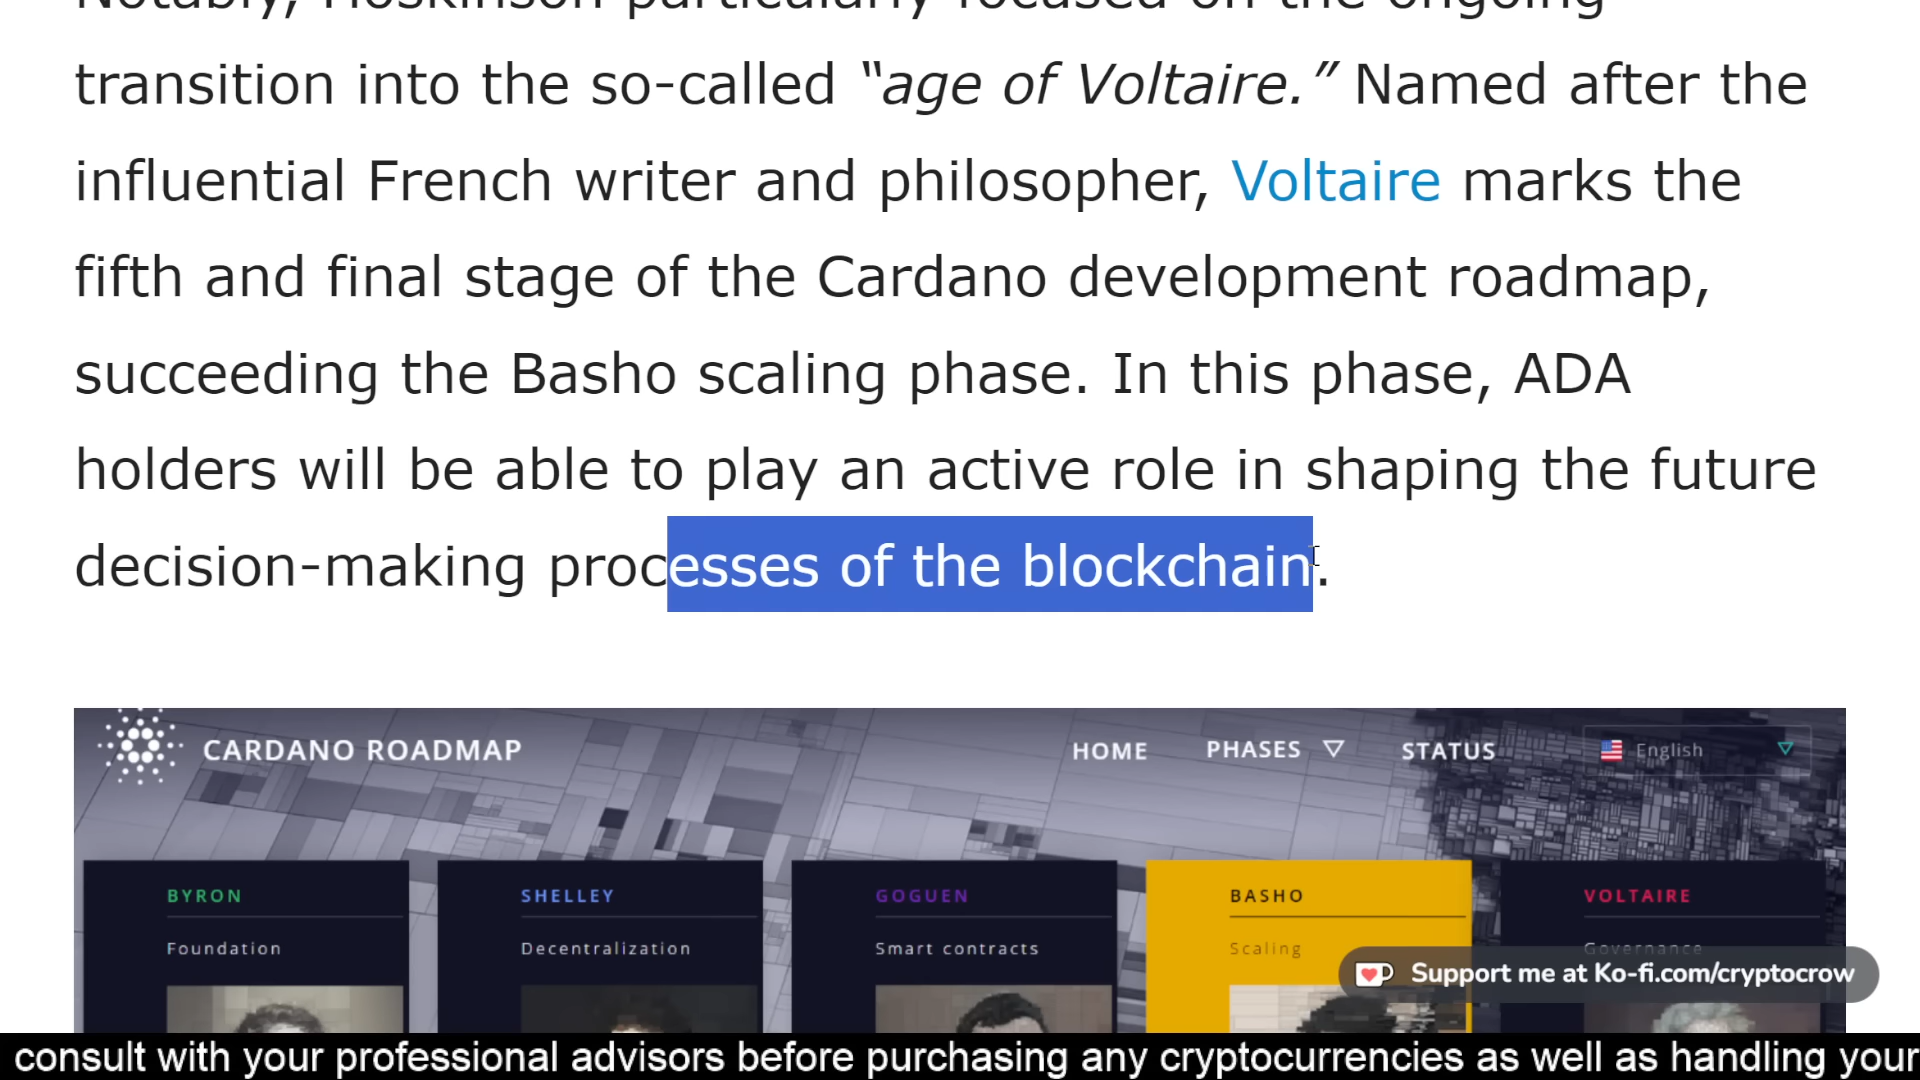 Notably, Hoskinson particularly focused on the ongoing
transition into the so-called “age of Voltaire.” Named after the
influential French writer and philosopher, Voltaire marks the
fifth and final stage of the Cardano development roadmap,
succeeding the Basho scaling phase. In this phase, ADA
holders will be able to play an active role in shaping the future
decision-making processes of the blockchain.
CARDANO ROADMAP HOME PHASES STATUS English
BYRON SHELLEY GOGUEN BASHO VOLTAIRE
Foundation Decentralization Smart contracts Scaling Governance
Support me at Ko-fi.com/cryptocrow
consult with your professional advisors before purchasing any cryptocurrencies as well as handling your